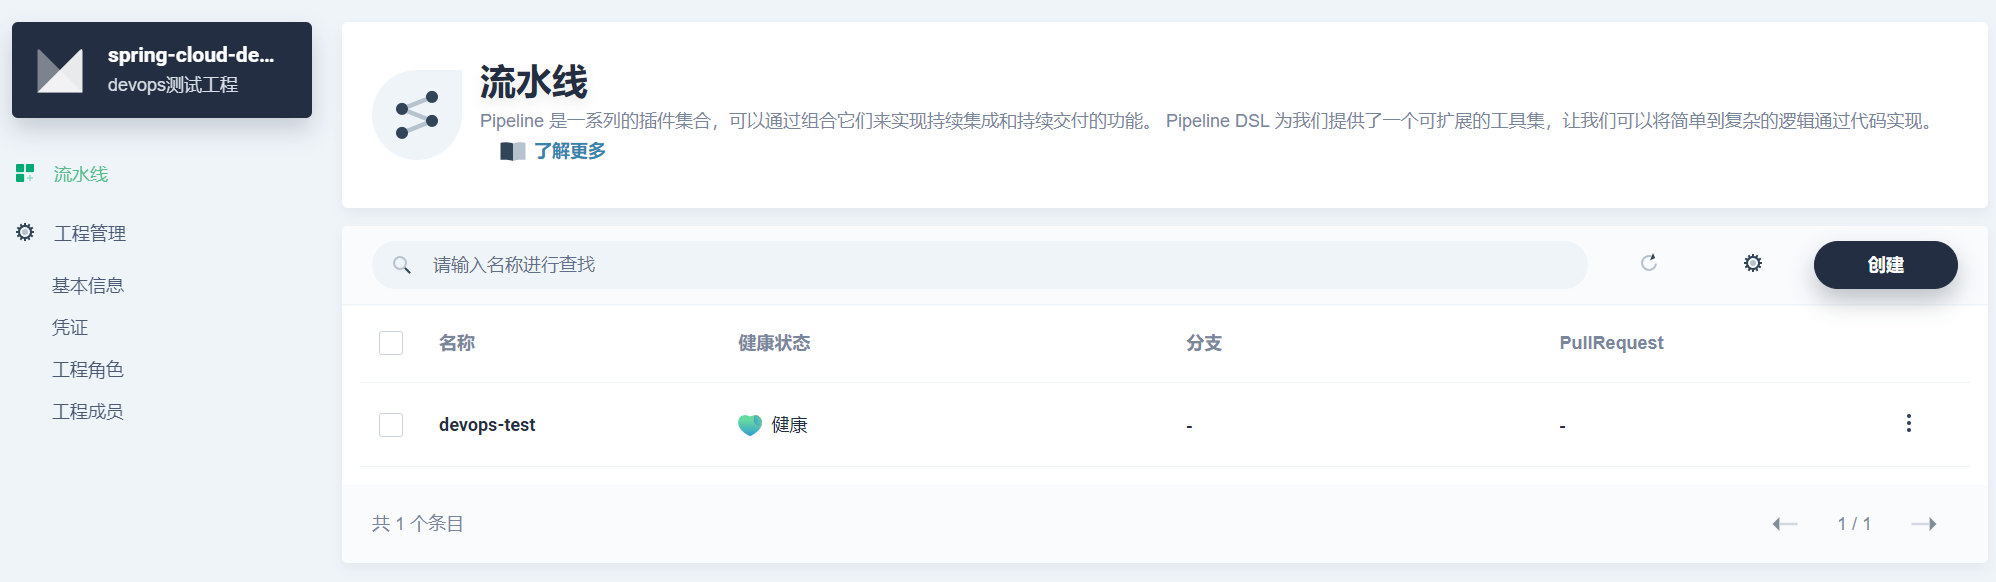 spring-cloud-de...
devops测试工程
流水线
工程管理
基本信息
凭证
工程角色
工程成员
流水线
Pipeline 是一系列的插件集合，可以通过组合它们来实现持续集成和持续交付的功能。 Pipeline DSL 为我们提供了一个可扩展的工具集，让我们可以将简单到复杂的逻辑通过代码实现。
了解更多
请输入名称进行查找
创建
名称 健康状态 分支 PullRequest
devops-test 健康 - -
共 1 个条目
1 / 1